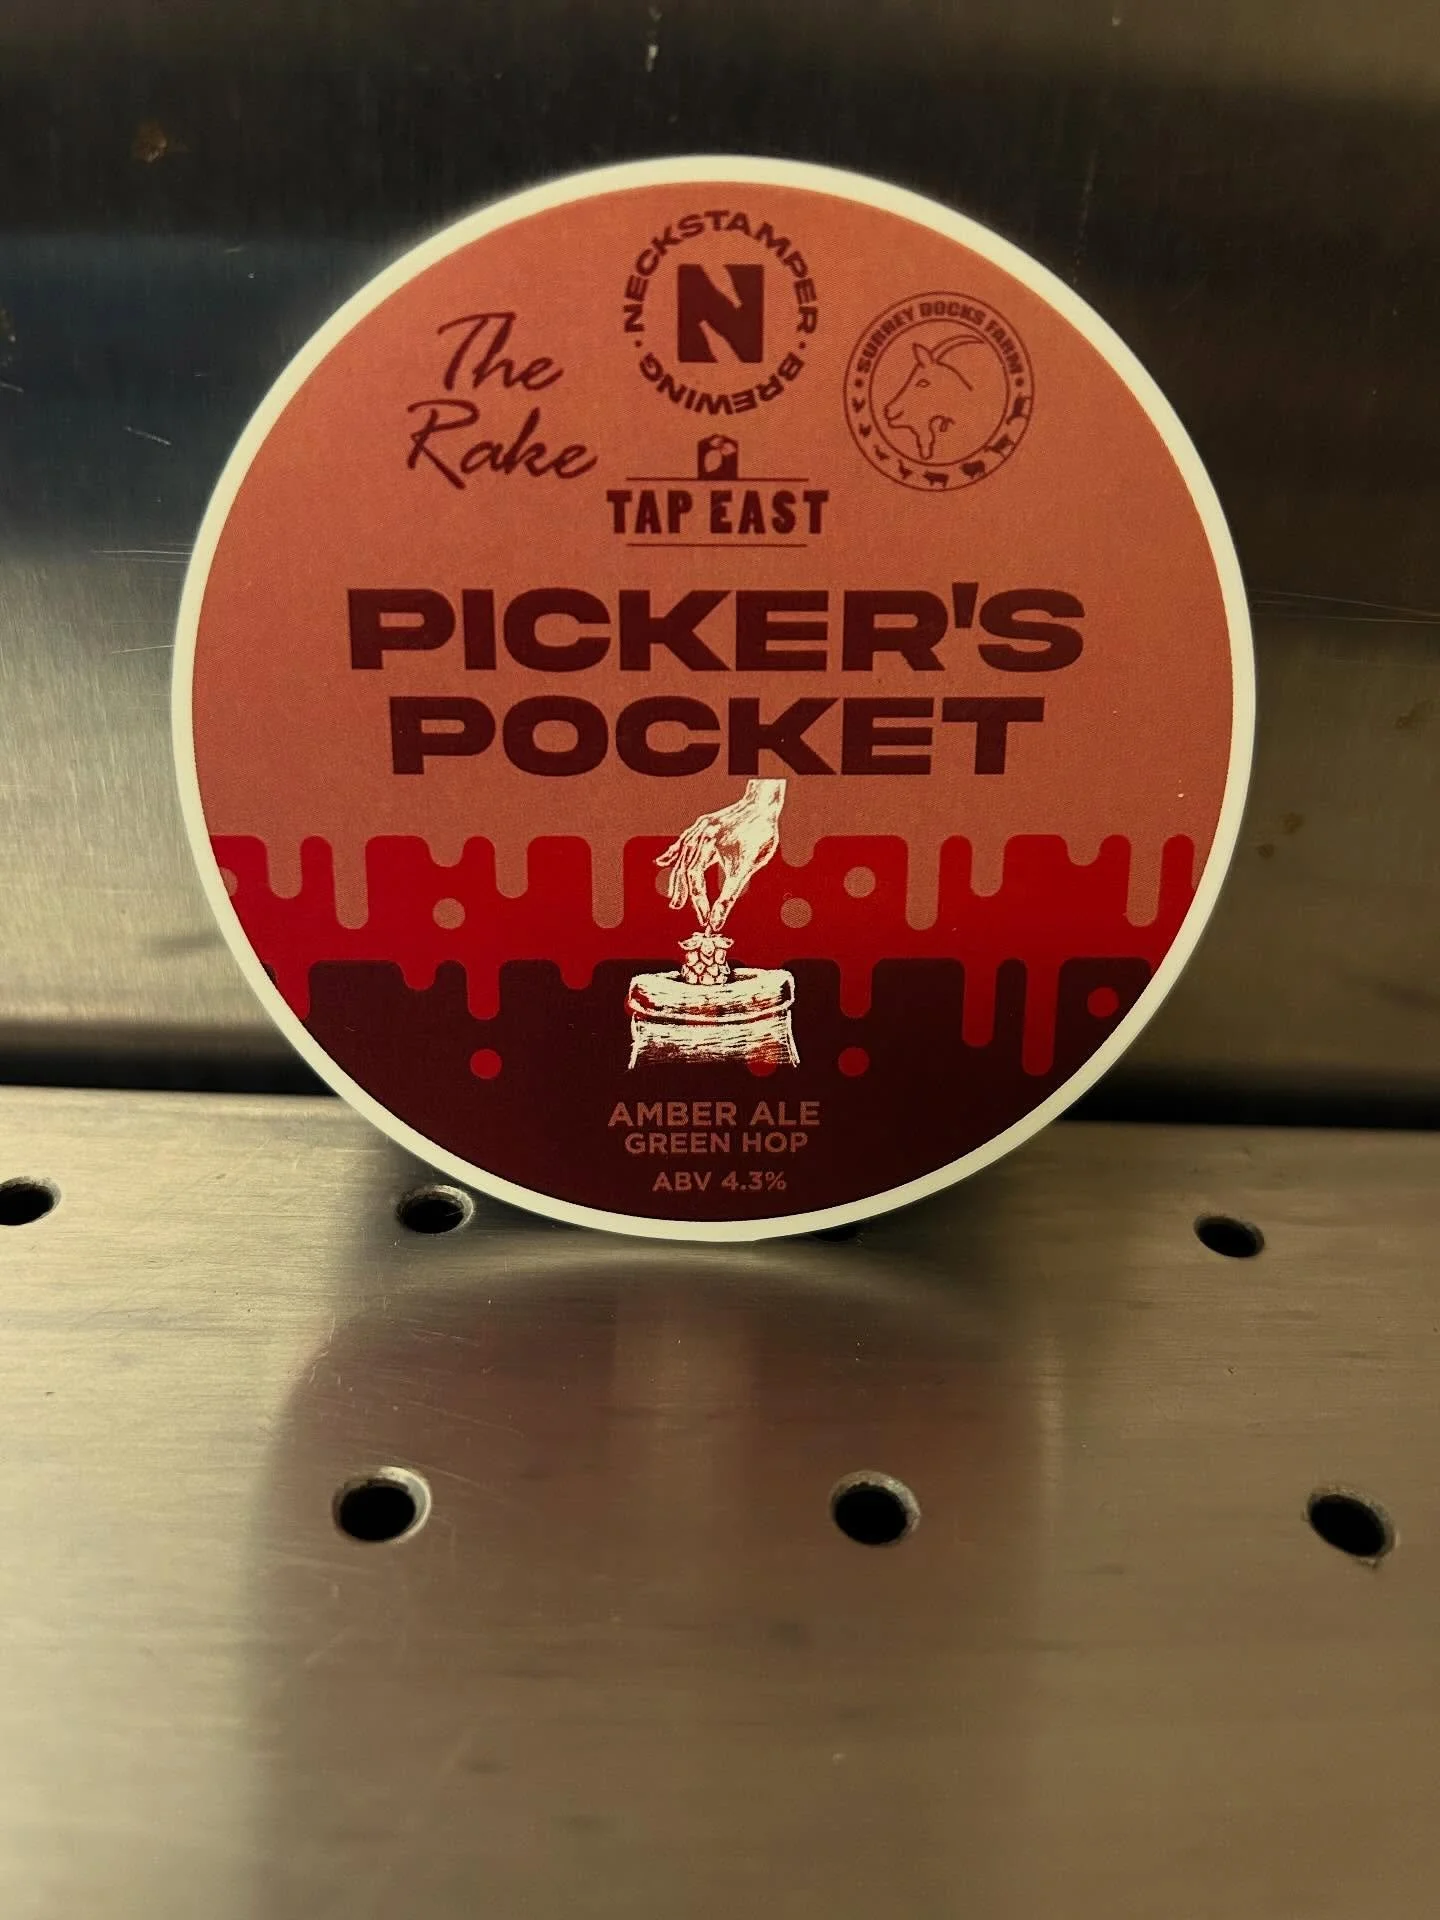 NECKSTAMPER · BREWING ·
The
Rake
• SURREY DOCKS FARM •
TAP EAST
PICKER'S
POCKET
AMBER ALE
GREEN HOP
ABV 4.3%
N